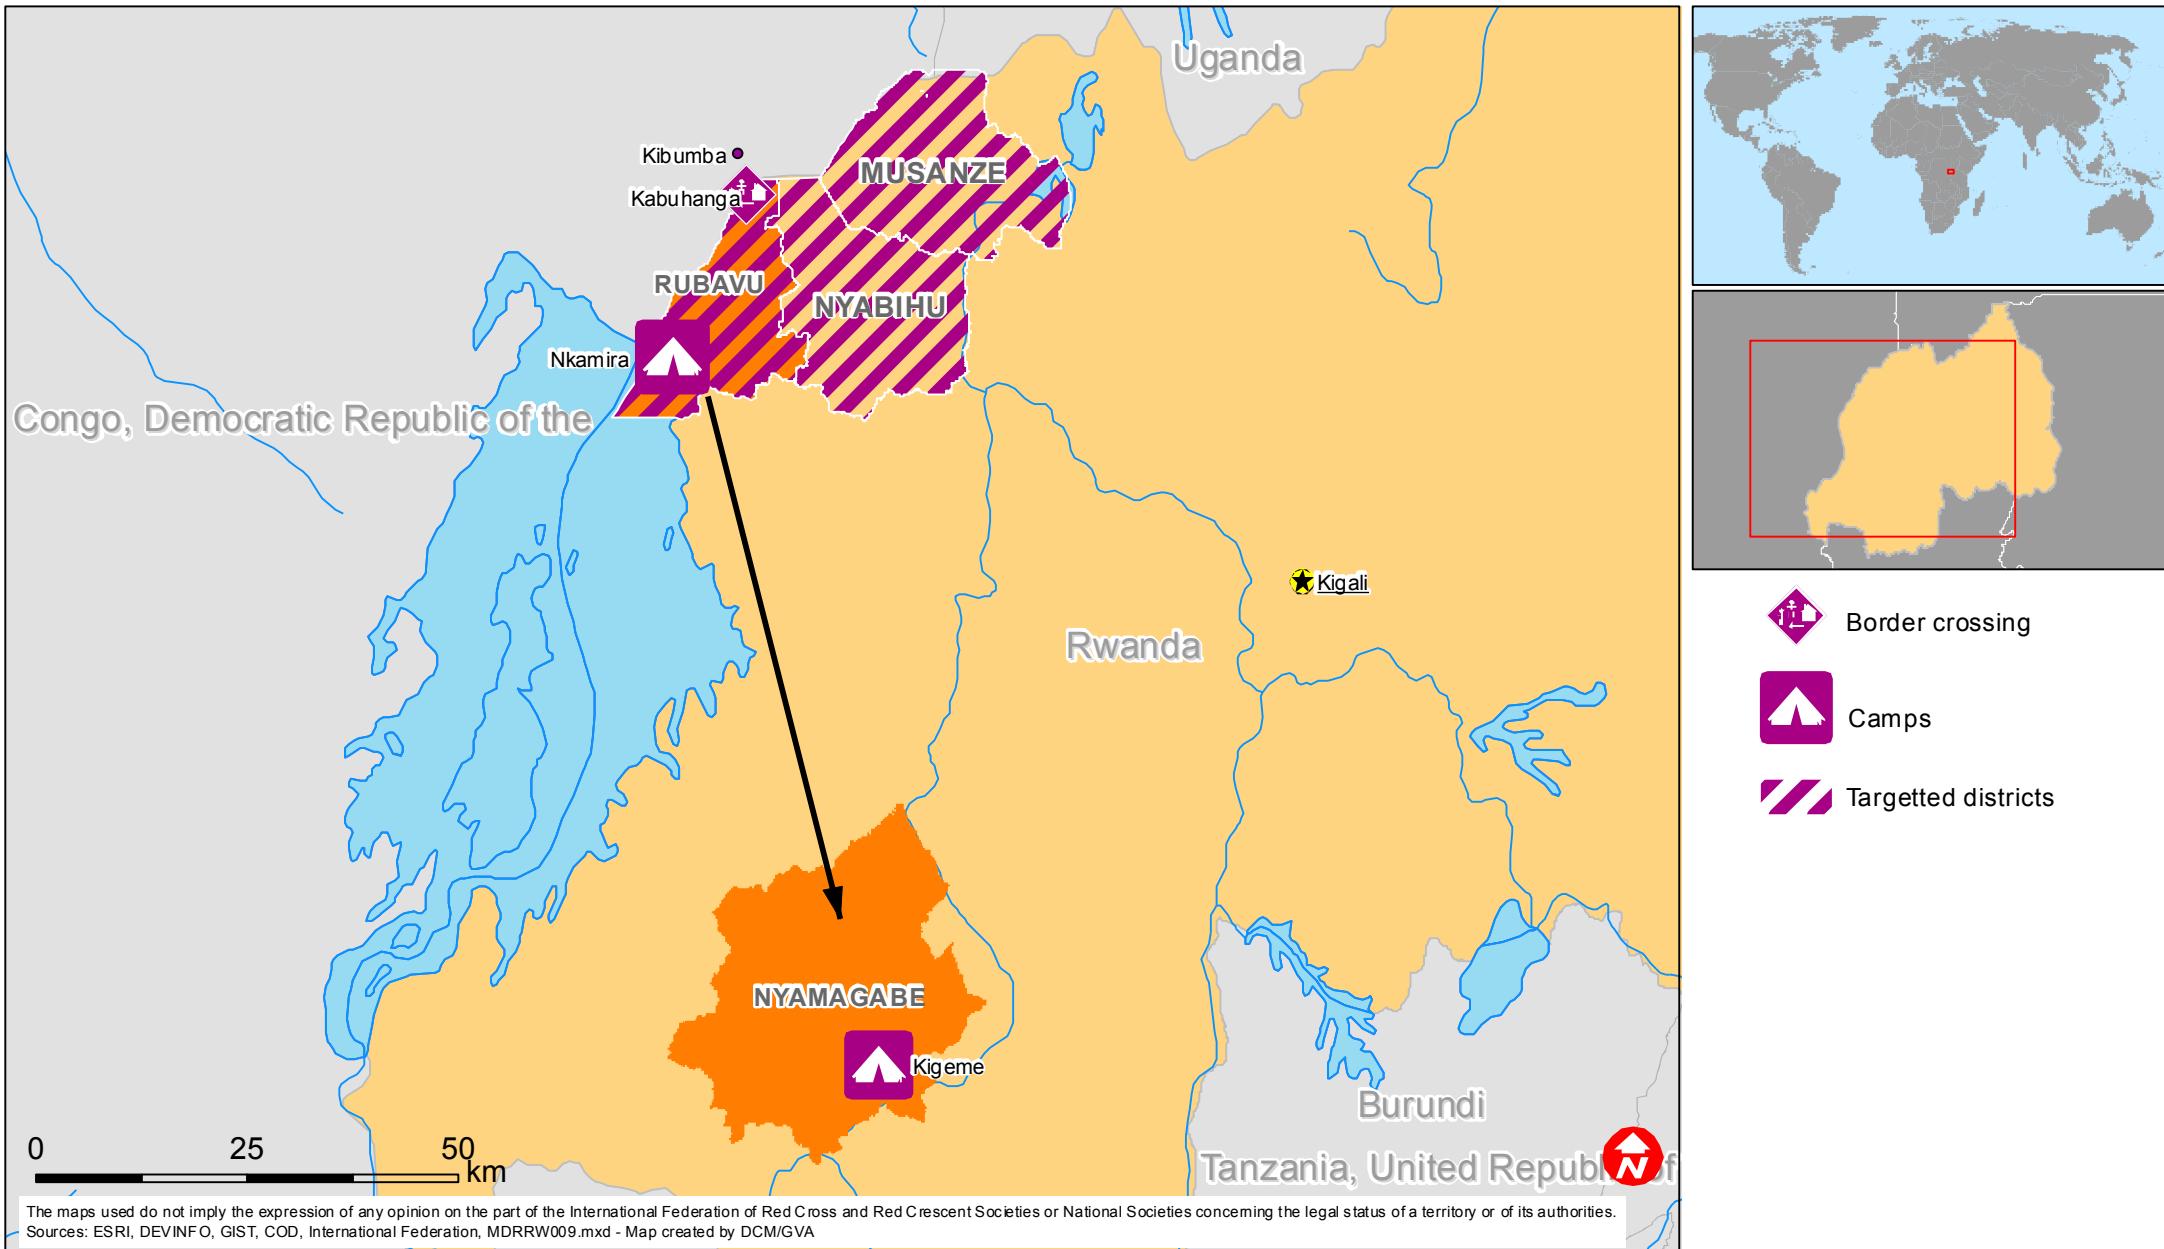 Uganda
Kibumba
MUSANZE
Kabuhanga
RUBAVU
NYABIHU
Nkamira
Congo, Democratic Republic of the
Kigali
Rwanda
NYAMAGABE
Kigeme
Burundi
Tanzania, United Republic of
N
0 25 50
km
The maps used do not imply the expression of any opinion on the part of the International Federation of Red Cross and Red Crescent Societies or National Societies concerning the legal status of a territory or of its authorities.
Sources: ESRI, DEVINFO, GIST, COD, International Federation, MDRRW009.mxd - Map created by DCM/GVA
Border crossing
Camps
Targetted districts